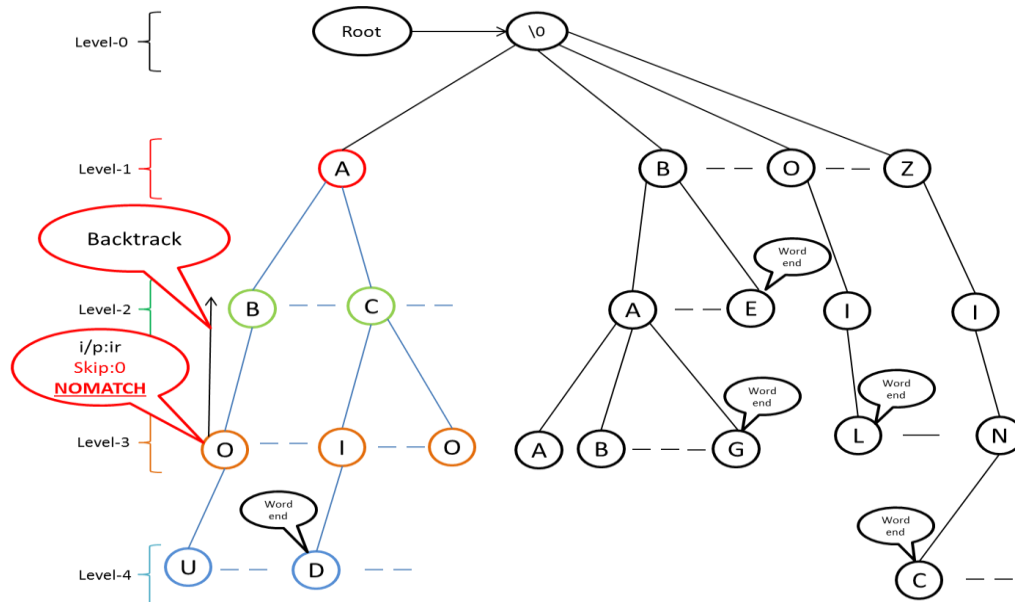 Level-0
Root
\0
Level-1
A
B
O
Z
Backtrack
Level-2
B
C
A
E
Word
end
I
I
i/p:ir
Skip:0
NOMATCH
Level-3
O
I
O
A
B
G
Word
end
L
Word
end
N
Level-4
U
D
Word
end
C
Word
end